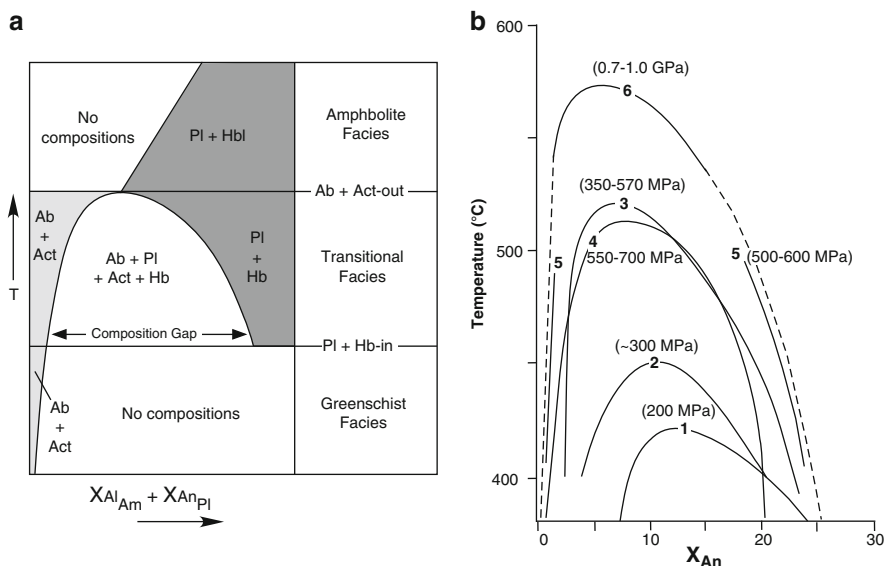 a
No
compositions
Pl + Hbl
Amphbolite
Facies
Ab + Act-out
Ab
+
Act
Ab + Pl
+ Act + Hb
Pl
+
Hb
Transitional
Facies
T
Composition Gap
Pl + Hb-in
Ab
+
Act
No compositions
Greenschist
Facies
XAlAm + XAnPl
b
600
(0.7-1.0 GPa)
6
(350-570 MPa)
3
500
4
550-700 MPa
5
5 (500-600 MPa)
Temperature (°C)
(~300 MPa)
2
(200 MPa)
1
400
0
10
20
30
XAn